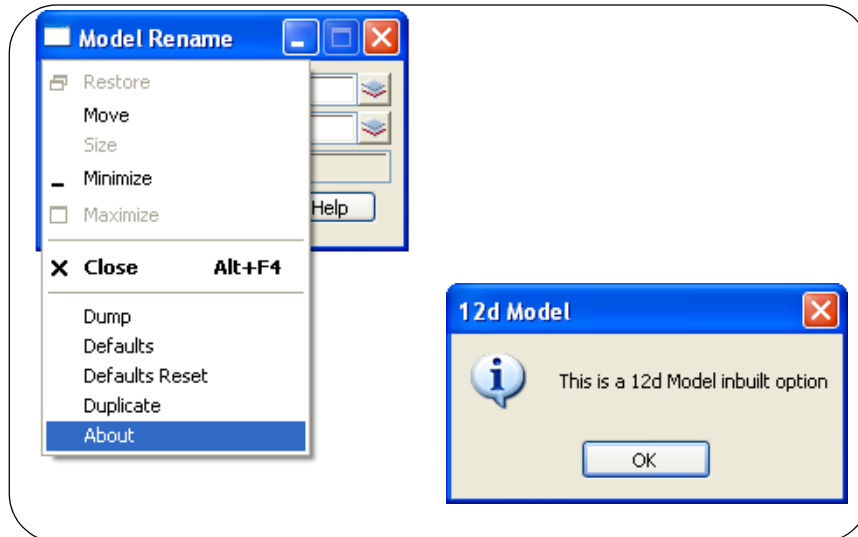 Model Rename
Restore
Move
Size
Minimize
Maximize
Help
Close Alt+F4
Dump
Defaults
Defaults Reset
Duplicate
About
12d Model
This is a 12d Model inbuilt option
OK